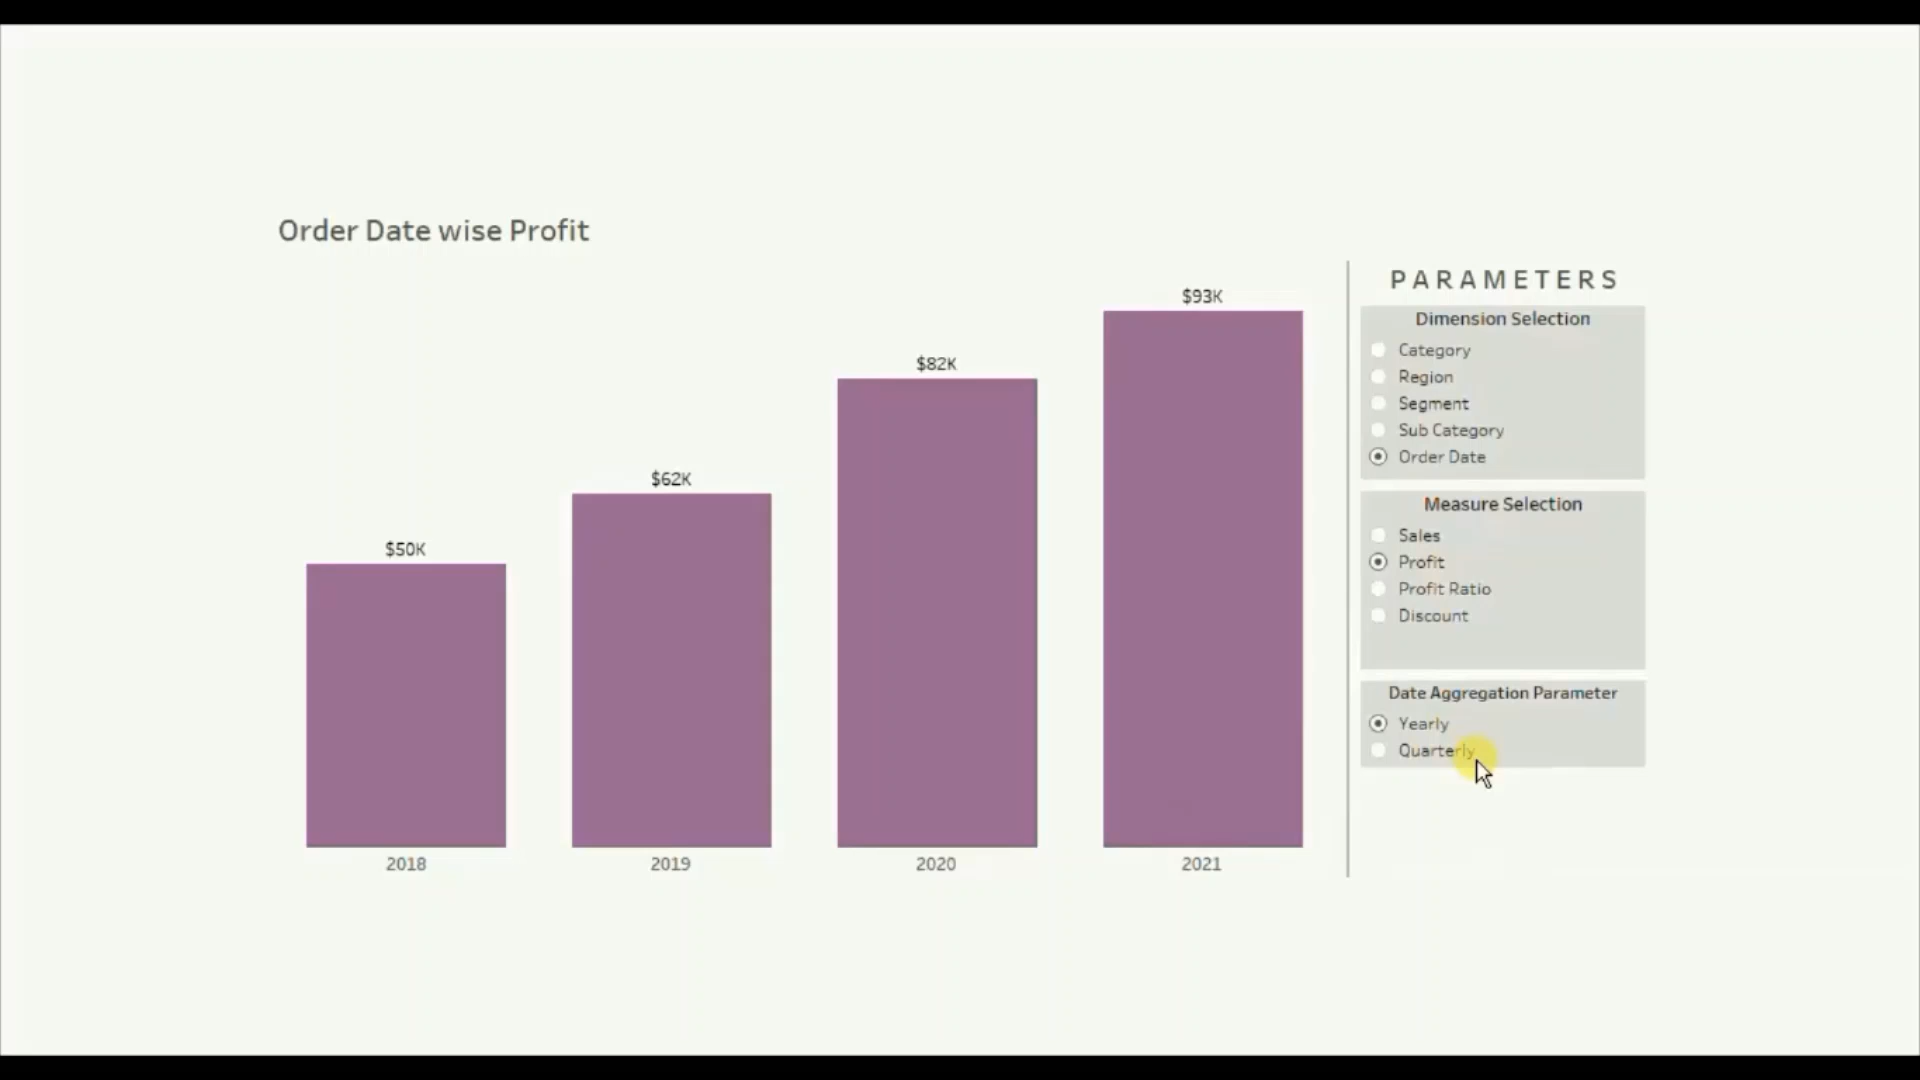 Order Date wise Profit
$50K
$62K
$82K
$93K
2018
2019
2020
2021
PARAMETERS
Dimension Selection
Category
Region
Segment
Sub Category
Order Date
Measure Selection
Sales
Profit
Profit Ratio
Discount
Date Aggregation Parameter
Yearly
Quarterly